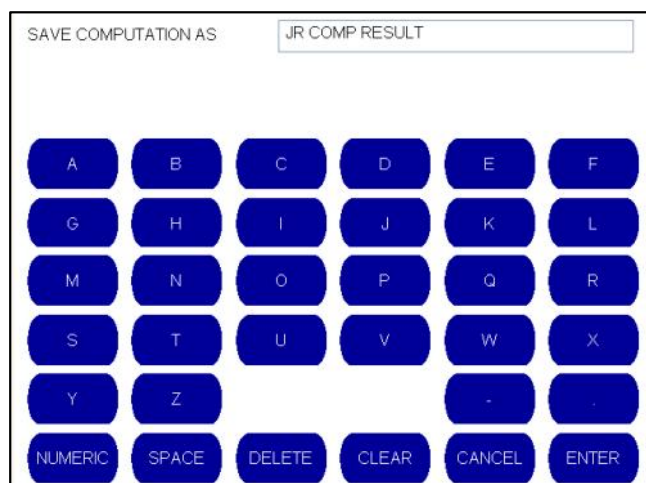 SAVE COMPUTATION AS JR COMP RESULT
A B C D E F
G H I J K L
M N O P Q R
S T U V W X
Y Z - .
NUMERIC SPACE DELETE CLEAR CANCEL ENTER